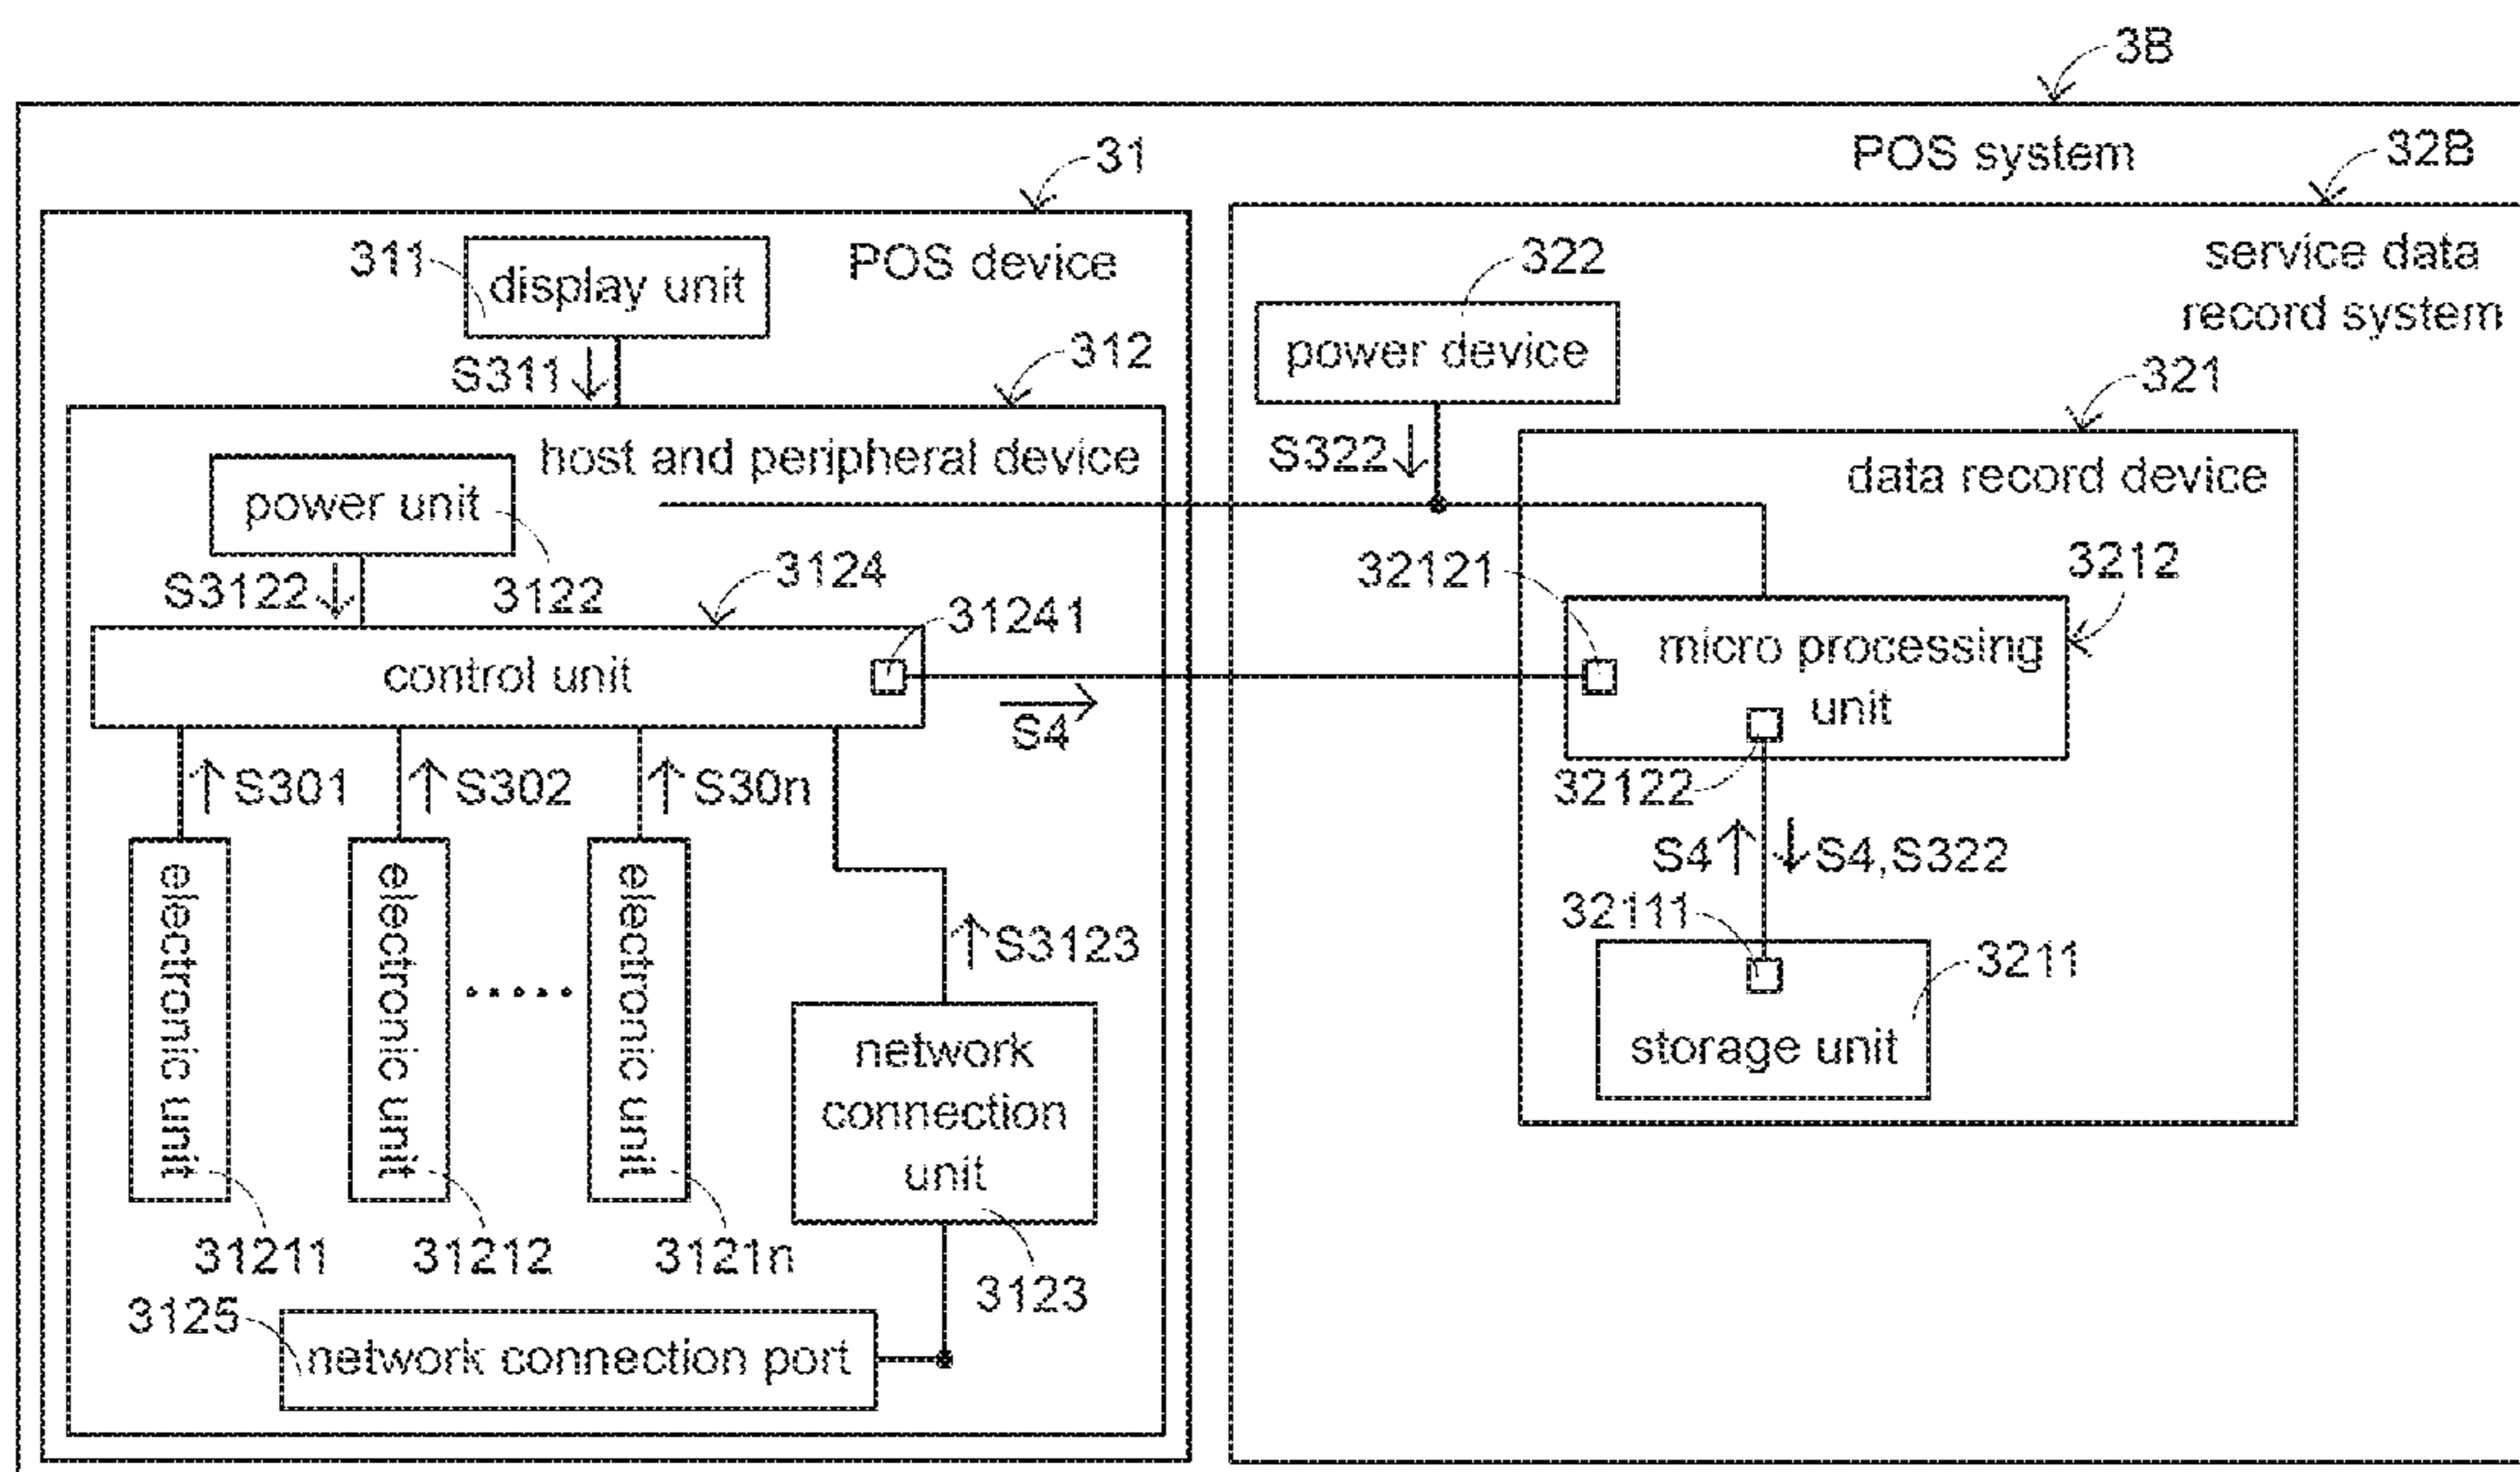 3B
POS system
31
32B
POS device
service data
record system
311
display unit
322
power device
S311
312
321
host and peripheral device
S322
data record device
power unit
S3122
3122
3124
32121
3212
31241
control unit
micro processing
unit
S4
32122
S301
S302
S30n
S4
S4,S322
electronic unit
electronic unit
.....
electronic unit
32111
3211
S3123
storage unit
network
connection
unit
31211
31212
3121n
3123
3125
network connection port